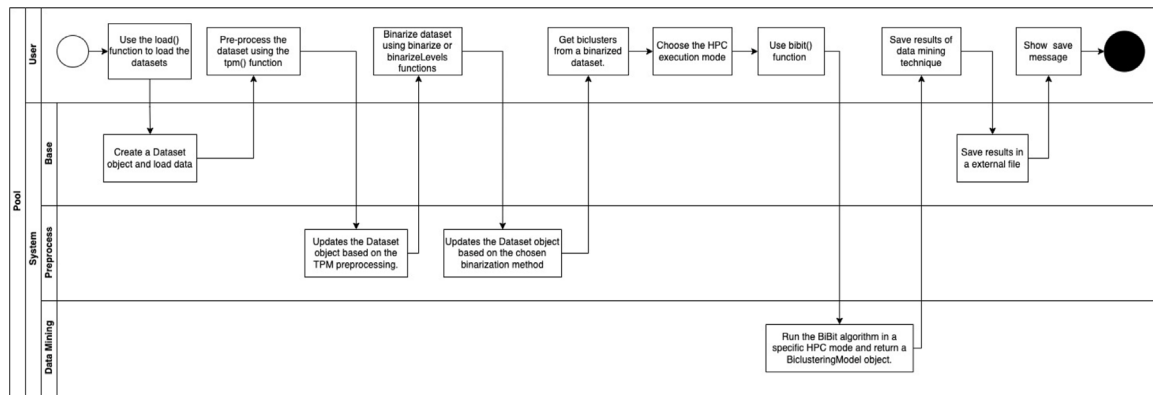 Pool
User
Use the load()
function to load the
datasets
Pre-process the
dataset using the
tpm() function
Binarize dataset
using binarize or
binarizeLevels
functions
Get biclusters
from a binarized
dataset.
Choose the HPC
execution mode
Use bibit()
function
Save results of
data mining
technique
Show save
message
System
Base
Create a Dataset
object and load data
Save results in
a external file
Preprocess
Updates the Dataset
object based on the
TPM preprocessing.
Updates the Dataset object
based on the chosen
binarization method
Data Mining
Run the BiBit algorithm in a
specific HPC mode and return a
BiclusteringModel object.